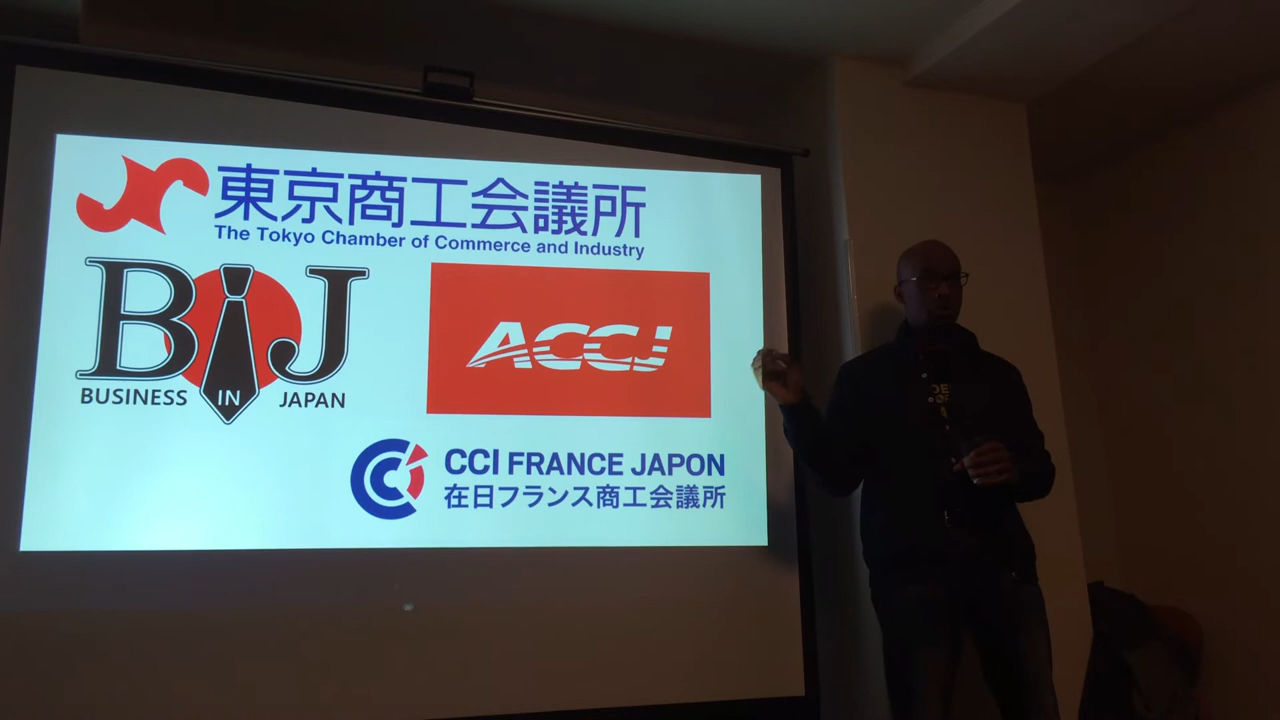 東京商工会議所
The Tokyo Chamber of Commerce and Industry
BIJ
BUSINESS IN JAPAN
ACCJ
CCI FRANCE JAPON
在日フランス商工会議所